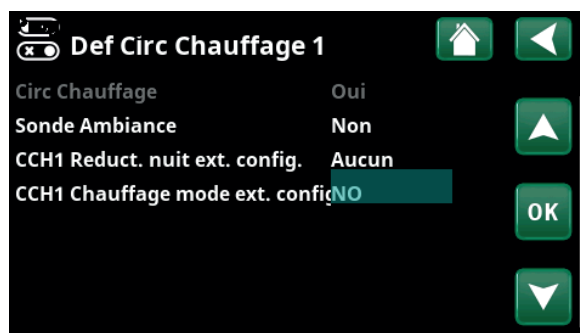 Def Circ Chauffage 1
Circ Chauffage Oui
Sonde Ambiance Non
CCH1 Reduct. nuit ext. config. Aucun
CCH1 Chauffage mode ext. config NO
OK